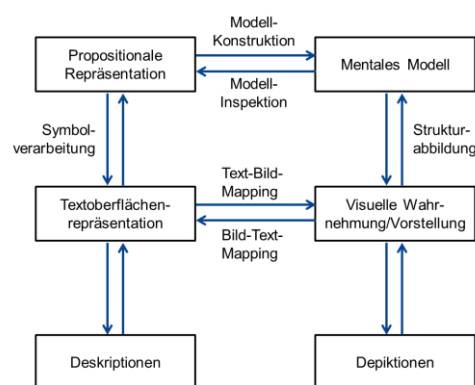 Modell-
Konstruktion
Propositionale
Repräsentation
Mentales Modell
Modell-
Inspektion
Symbol-
verarbeitung
Struktur-
abbildung
Text-Bild-
Mapping
Textoberflächen-
repräsentation
Visuelle Wahr-
nehmung/Vorstellung
Bild-Text-
Mapping
Deskriptionen
Depiktionen